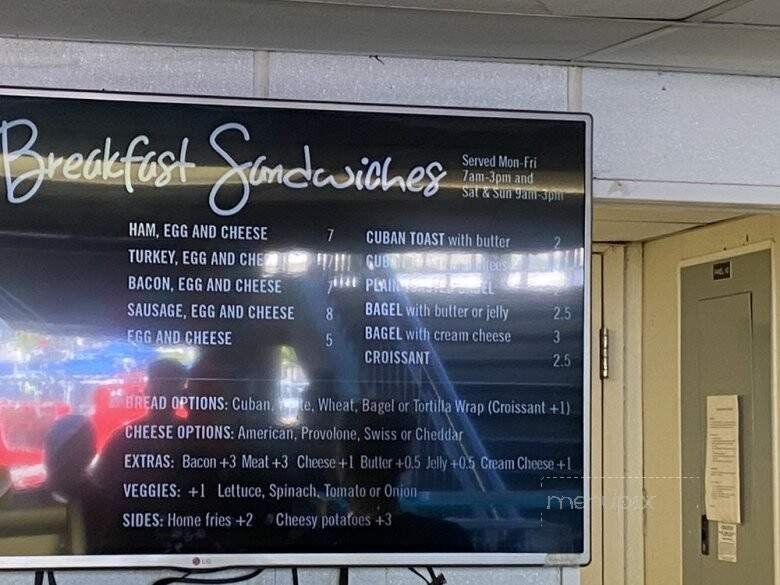 Breakfast Sandwiches
Served Mon-Fri
7am-3pm and
Sat & Sun 9am-3pm
HAM, EGG AND CHEESE 7
TURKEY, EGG AND CHE
BACON, EGG AND CHEESE 7
SAUSAGE, EGG AND CHEESE 8
EGG AND CHEESE 5
CUBAN TOAST with butter 2
PLAIN BAGEL
BAGEL with butter or jelly 2.5
BAGEL with cream cheese 3
CROISSANT 2.5
BREAD OPTIONS: Cuban, White, Wheat, Bagel or Tortilla Wrap (Croissant +1)
CHEESE OPTIONS: American, Provolone, Swiss or Cheddar
EXTRAS: Bacon +3 Meat +3 Cheese +1 Butter +0.5 Jelly +0.5 Cream Cheese +1
VEGGIES: +1 Lettuce, Spinach, Tomato or Onion
SIDES: Home fries +2 Cheesy potatoes +3
LG
menupix